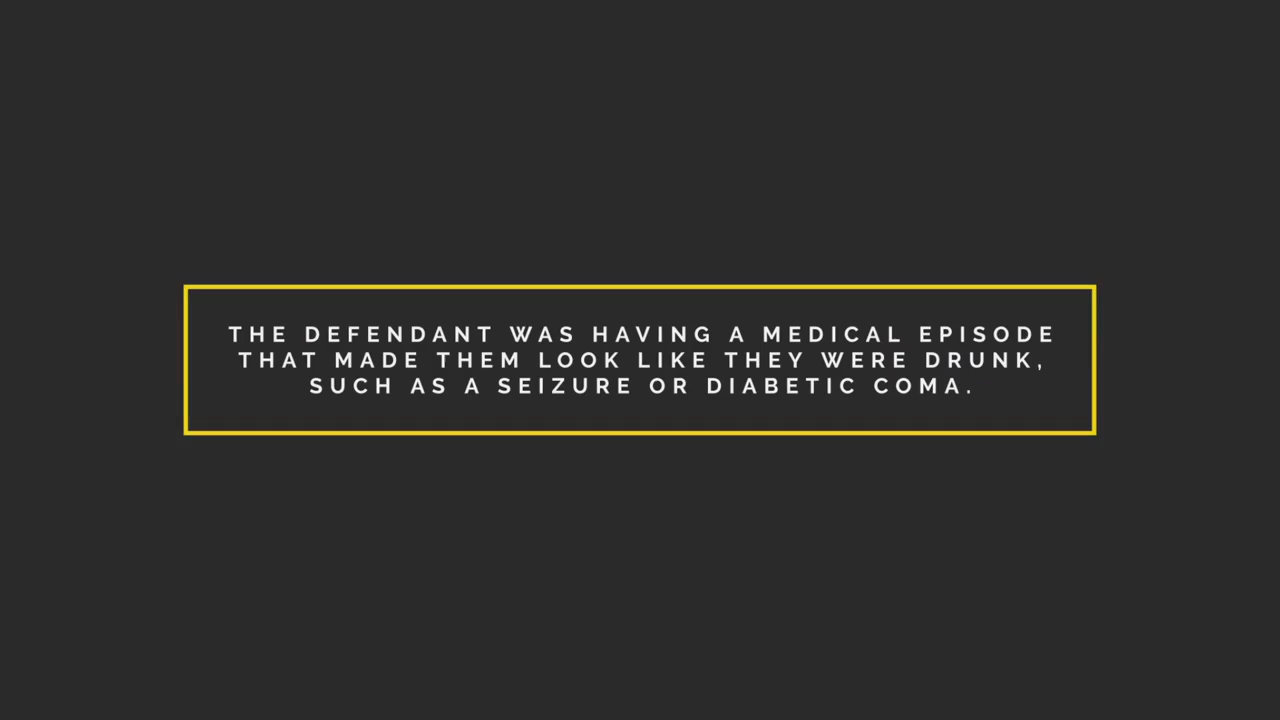 THE DEFENDANT WAS HAVING A MEDICAL EPISODE
THAT MADE THEM LOOK LIKE THEY WERE DRUNK,
SUCH AS A SEIZURE OR DIABETIC COMA.